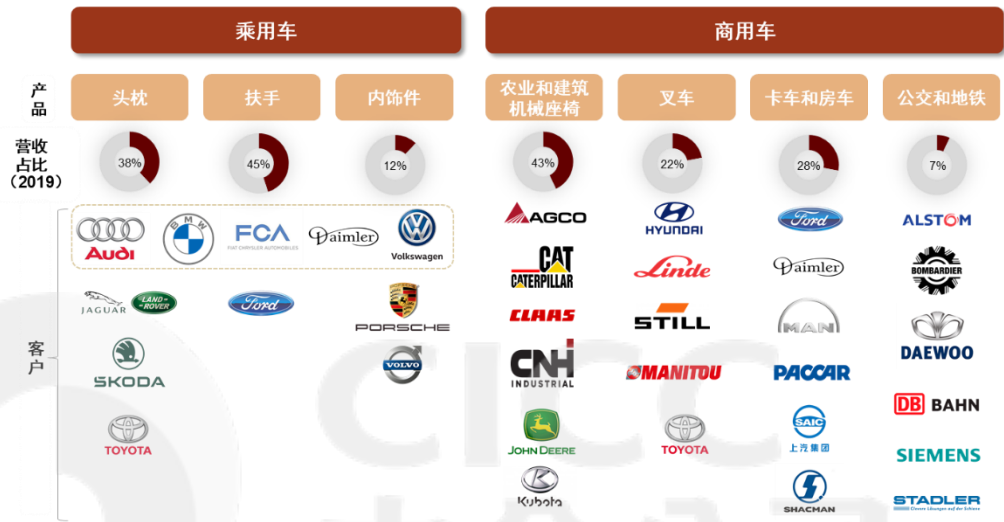 乘用车
商用车
产
品
头枕
扶手
内饰件
农业和建筑
机械座椅
叉车
卡车和房车
公交和地铁
营收
占比
（2019）
38%
45%
12%
43%
22%
28%
7%
客
户
Audi
BMW
FCA
FIAT CHRYSLER AUTOMOBILES
Daimler
Volkswagen
JAGUAR
LAND-
ROVER
Ford
PORSCHE
ŠKODA
VOLVO
TOYOTA
AGCO
CAT
CATERPILLAR
CLAAS
CNH
INDUSTRIAL
JOHN DEERE
Kubota
HYUNDAI
Linde
STILL
MANITOU
TOYOTA
Ford
Daimler
MAN
PACCAR
SAIC
上汽集团
SHACMAN
ALSTOM
BOMBARDIER
DAEWOO
DB BAHN
SIEMENS
STADLER
CICC